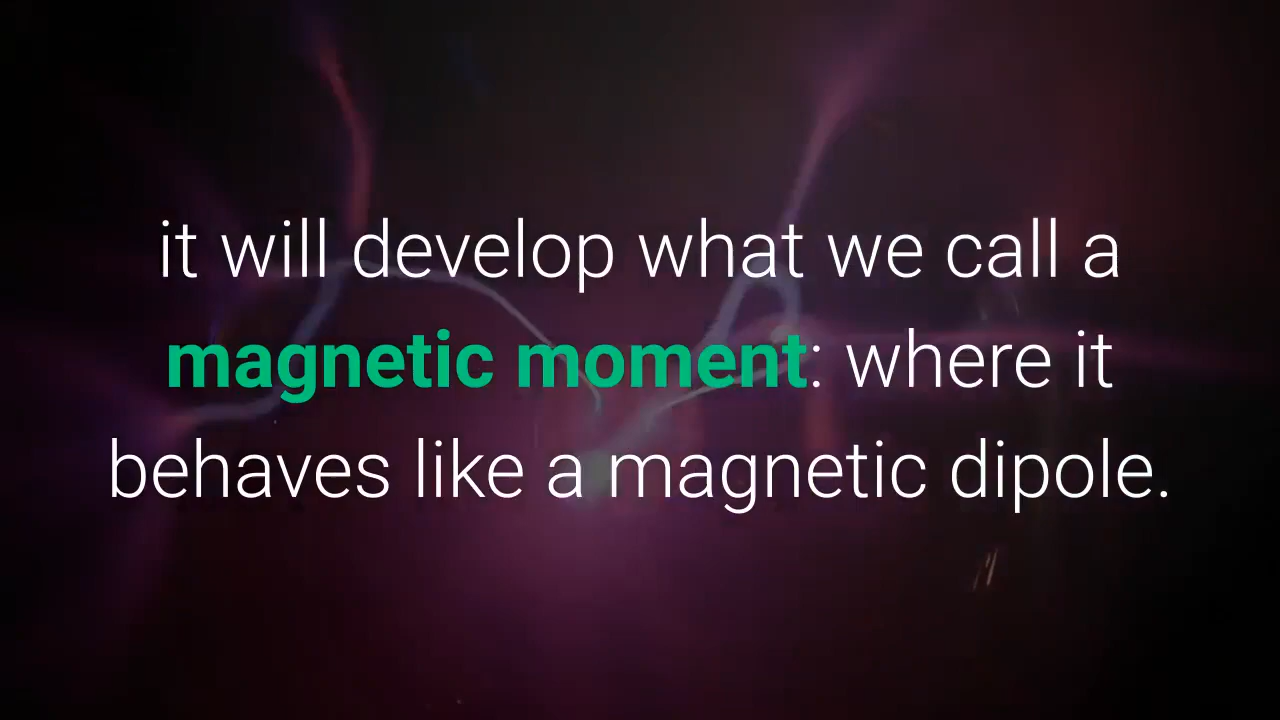 it will develop what we call a
magnetic moment: where it
behaves like a magnetic dipole.